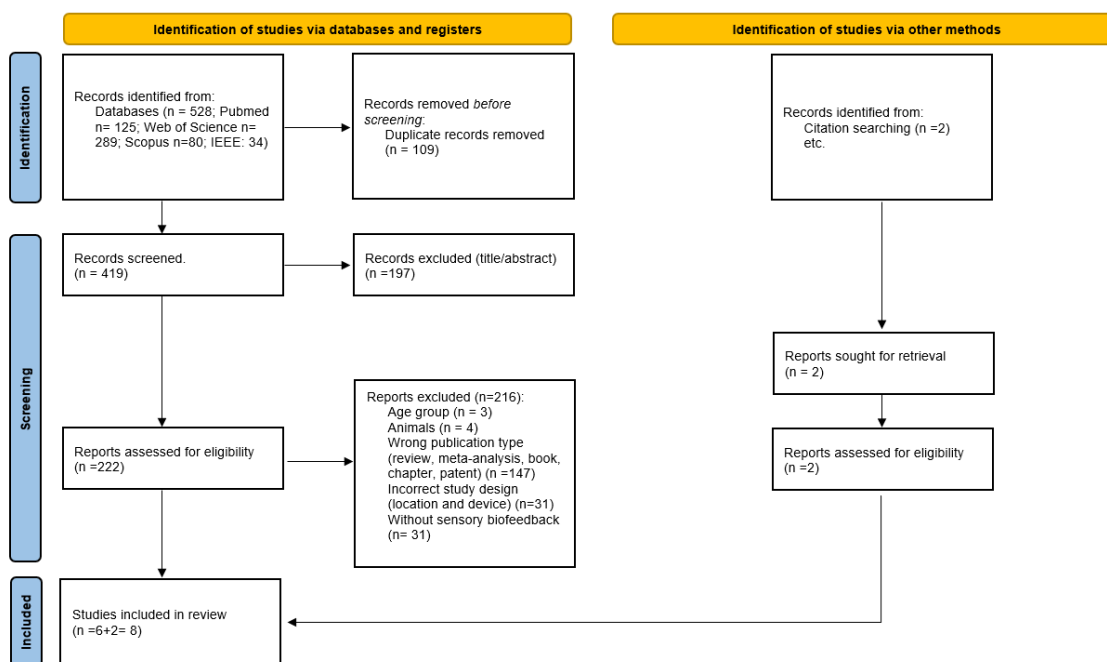 Identification of studies via databases and registers
Identification of studies via other methods
Identification
Records identified from:
Databases (n = 528; Pubmed
n= 125; Web of Science n=
289; Scopus n=80; IEEE: 34)
Records removed before
screening:
Duplicate records removed
(n = 109)
Records identified from:
Citation searching (n =2)
etc.
Screening
Records screened.
(n = 419)
Records excluded (title/abstract)
(n =197)
Reports sought for retrieval
(n = 2)
Reports assessed for eligibility
(n =222)
Reports excluded (n=216):
Age group (n = 3)
Animals (n = 4)
Wrong publication type
(review, meta-analysis, book,
chapter, patent) (n =147)
Incorrect study design
(location and device) (n=31)
Without sensory biofeedback
(n= 31)
Reports assessed for eligibility
(n =2)
Included
Studies included in review
(n =6+2= 8)